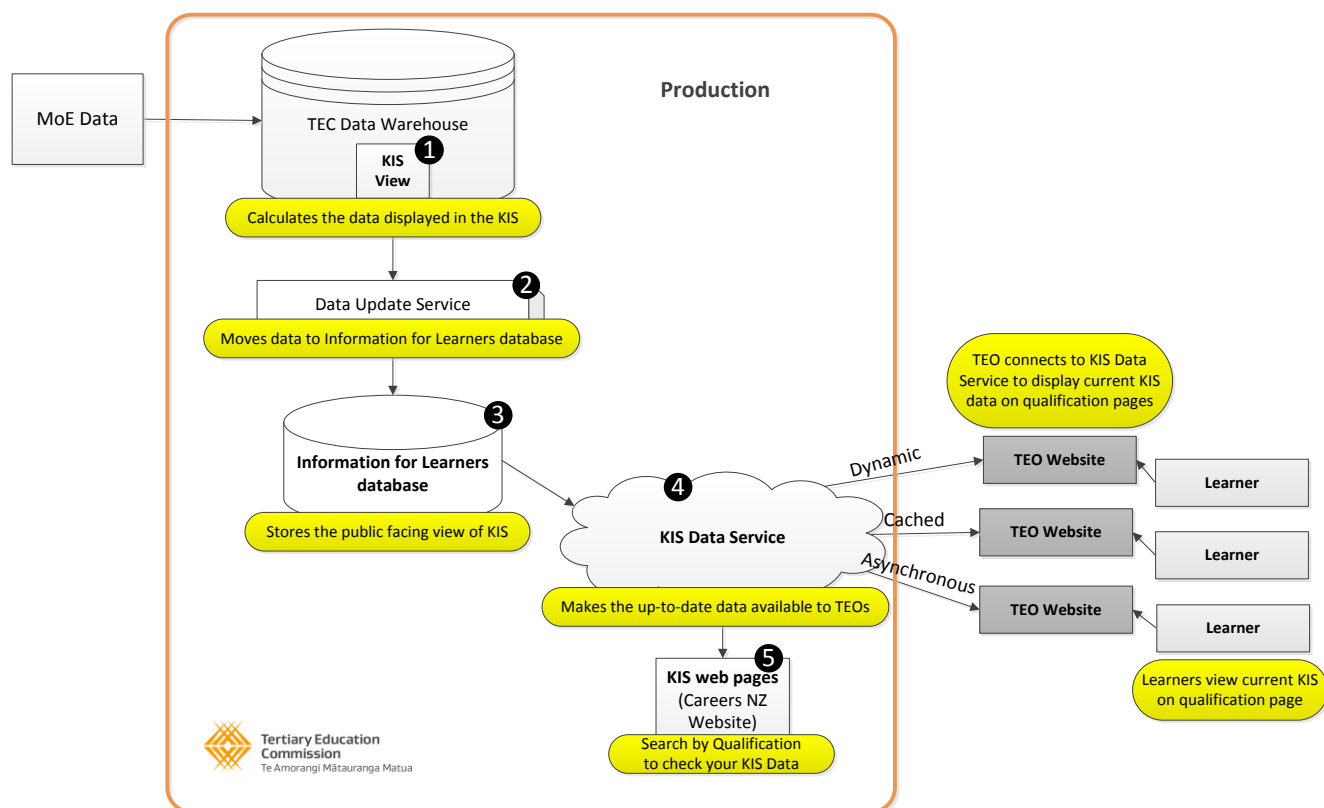 Production
MoE Data
TEC Data Warehouse
1
KIS
View
Calculates the data displayed in the KIS
2
Data Update Service
Moves data to Information for Learners database
3
Information for Learners
database
Stores the public facing view of KIS
4
KIS Data Service
Makes the up-to-date data available to TEOs
5
KIS web pages
(Careers NZ
Website)
Search by Qualification
to check your KIS Data
TEO connects to KIS Data
Service to display current KIS
data on qualification pages
Dynamic
TEO Website
Learner
Cached
TEO Website
Learner
Asynchronous
TEO Website
Learner
Learners view current KIS
on qualification page
Tertiary Education
Commission
Te Amorangi Mātauranga Matua